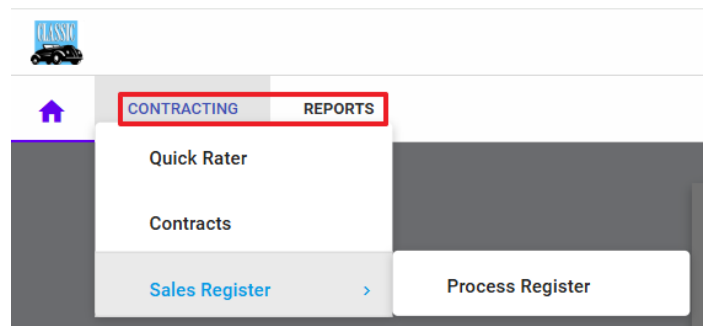 CLASSIC
CONTRACTING REPORTS
Quick Rater
Contracts
Sales Register
Process Register